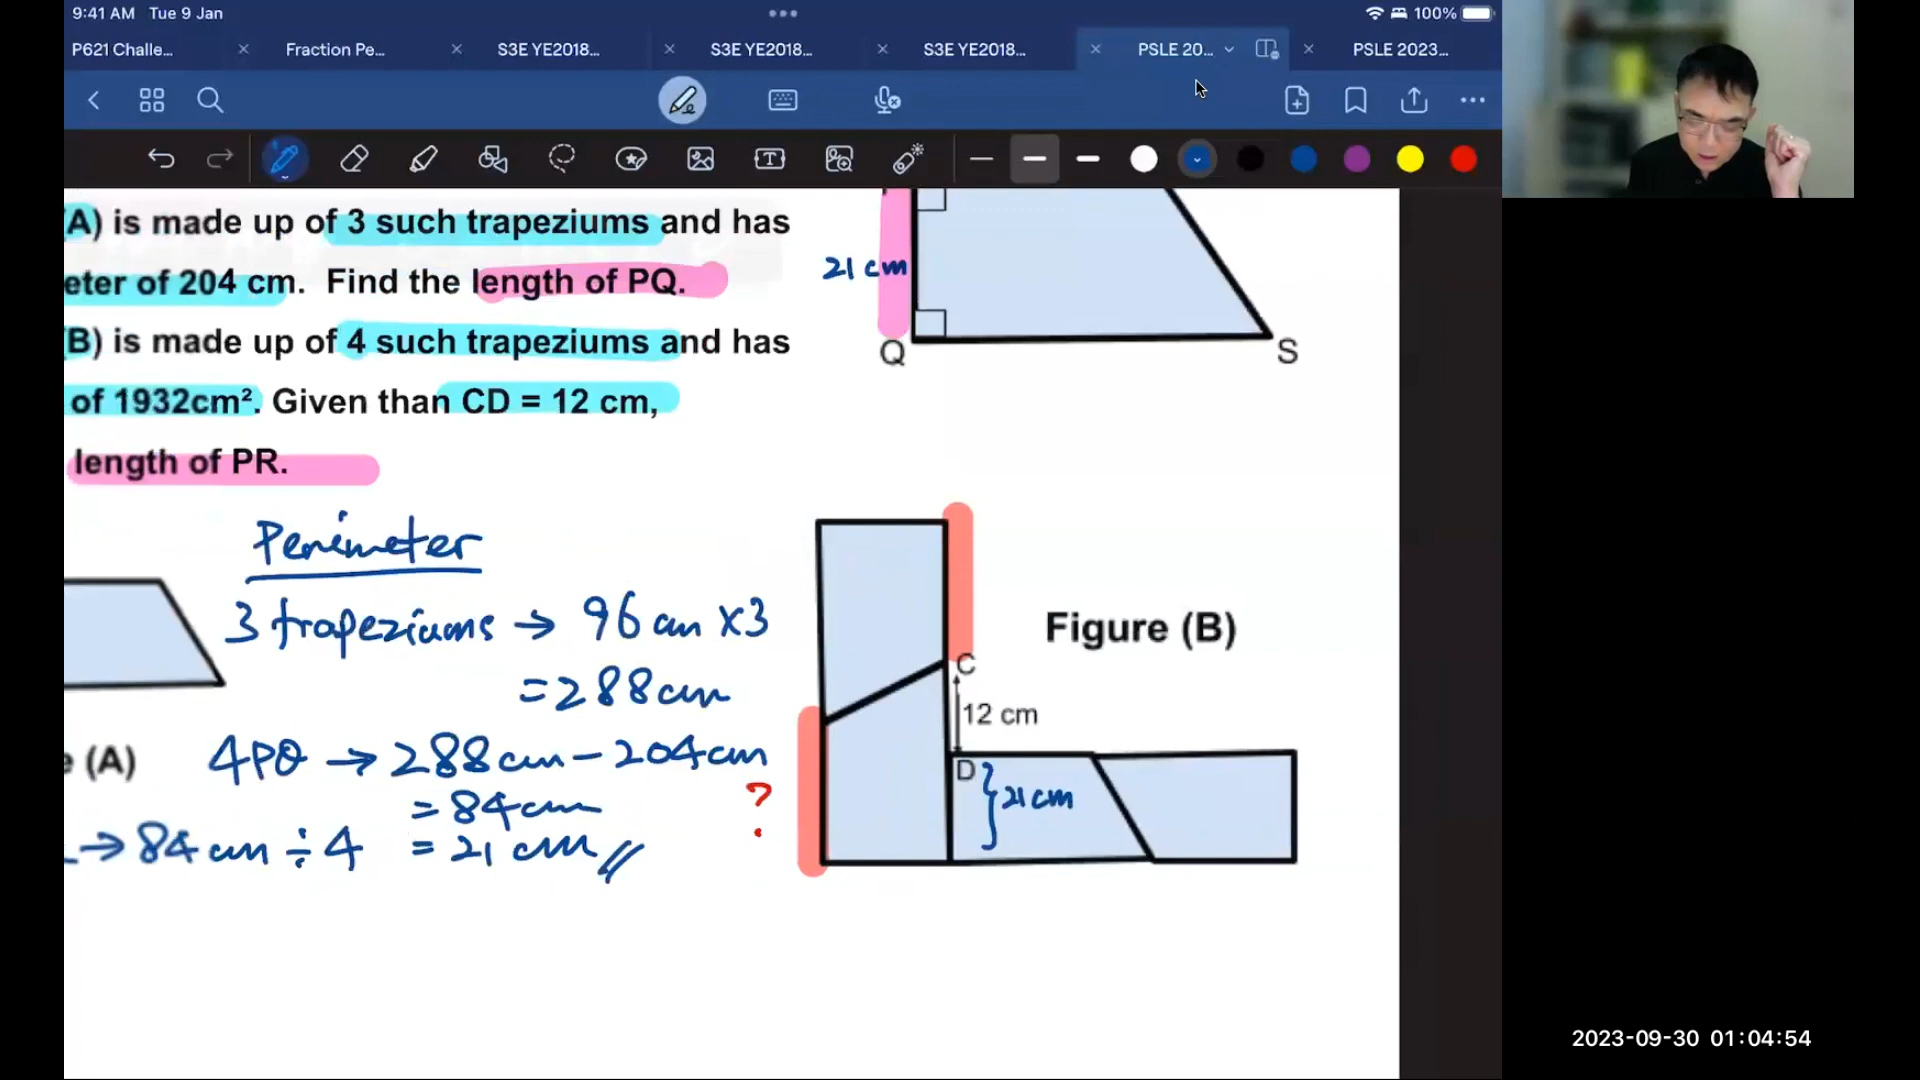 9:41 AM Tue 9 Jan
100%
P621 Challe...
Fraction Pe...
S3E YE2018...
S3E YE2018...
S3E YE2018...
PSLE 20...
PSLE 2023...
(A) is made up of 3 such trapeziums and has
eter of 204 cm. Find the length of PQ.
(B) is made up of 4 such trapeziums and has
of 1932cm². Given than CD = 12 cm,
length of PR.
21 cm
Q
S
Perimeter
3 trapeziums → 96 cm x3
= 288 cm
4PQ → 288cm - 204cm
= 84cm
→ 84 cm ÷ 4 = 21 cm //
e (A)
?
C
12 cm
D
21 cm
Figure (B)
2023-09-30 01:04:54